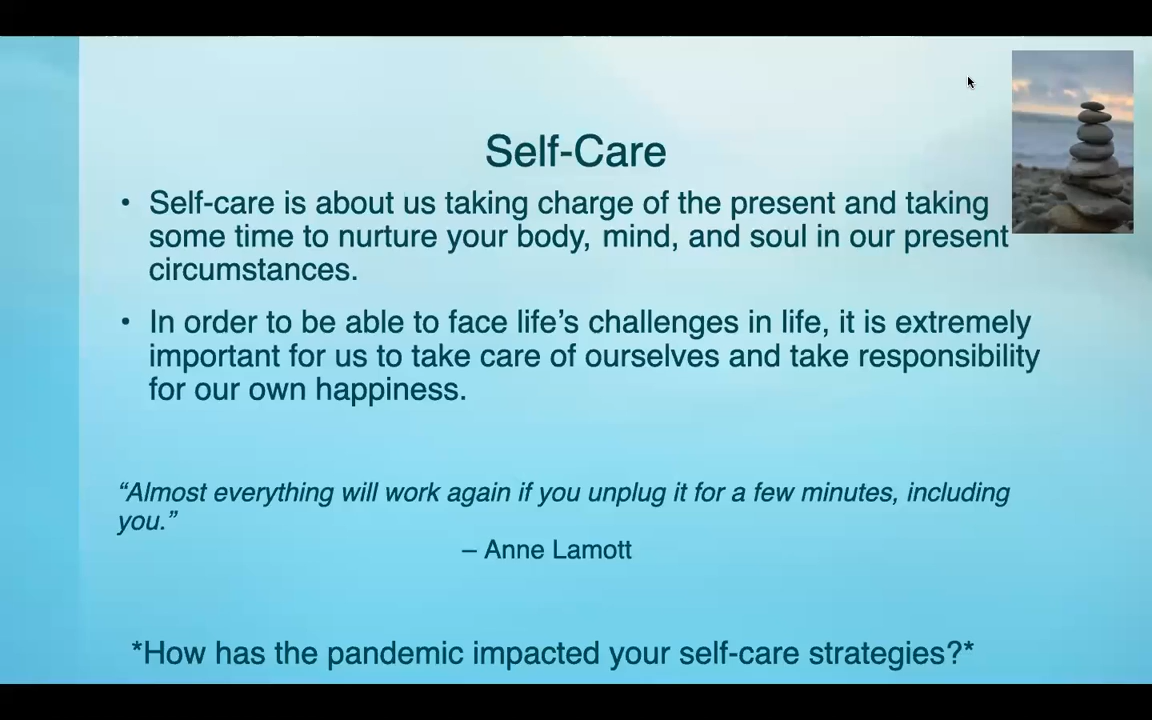 Self-Care
• Self-care is about us taking charge of the present and taking
some time to nurture your body, mind, and soul in our present
circumstances.
• In order to be able to face life’s challenges in life, it is extremely
important for us to take care of ourselves and take responsibility
for our own happiness.
“Almost everything will work again if you unplug it for a few minutes, including
you.”
– Anne Lamott
*How has the pandemic impacted your self-care strategies?*